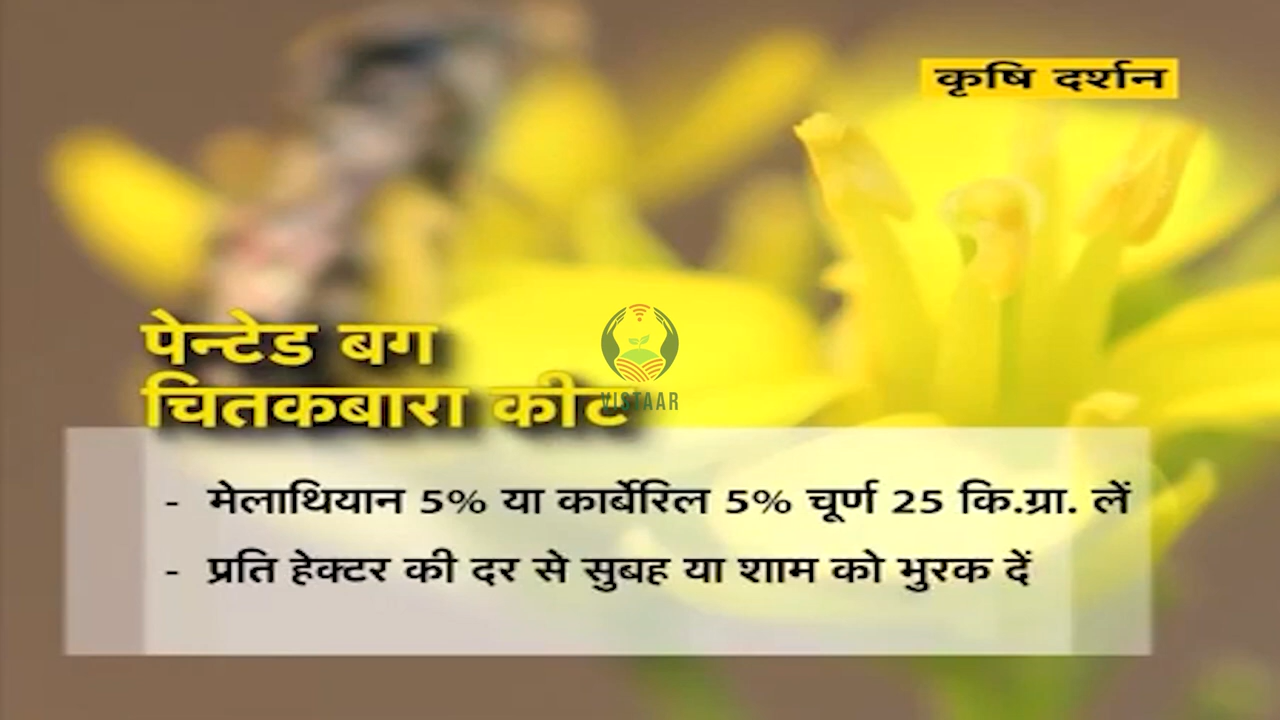 कृषि दर्शन
पेन्टेड बग
चितकबारा कीट
VISTAAR
- मेलाथियान 5% या कार्बेरिल 5% चूर्ण 25 कि.ग्रा. लें
- प्रति हेक्टर की दर से सुबह या शाम को भुरक दें